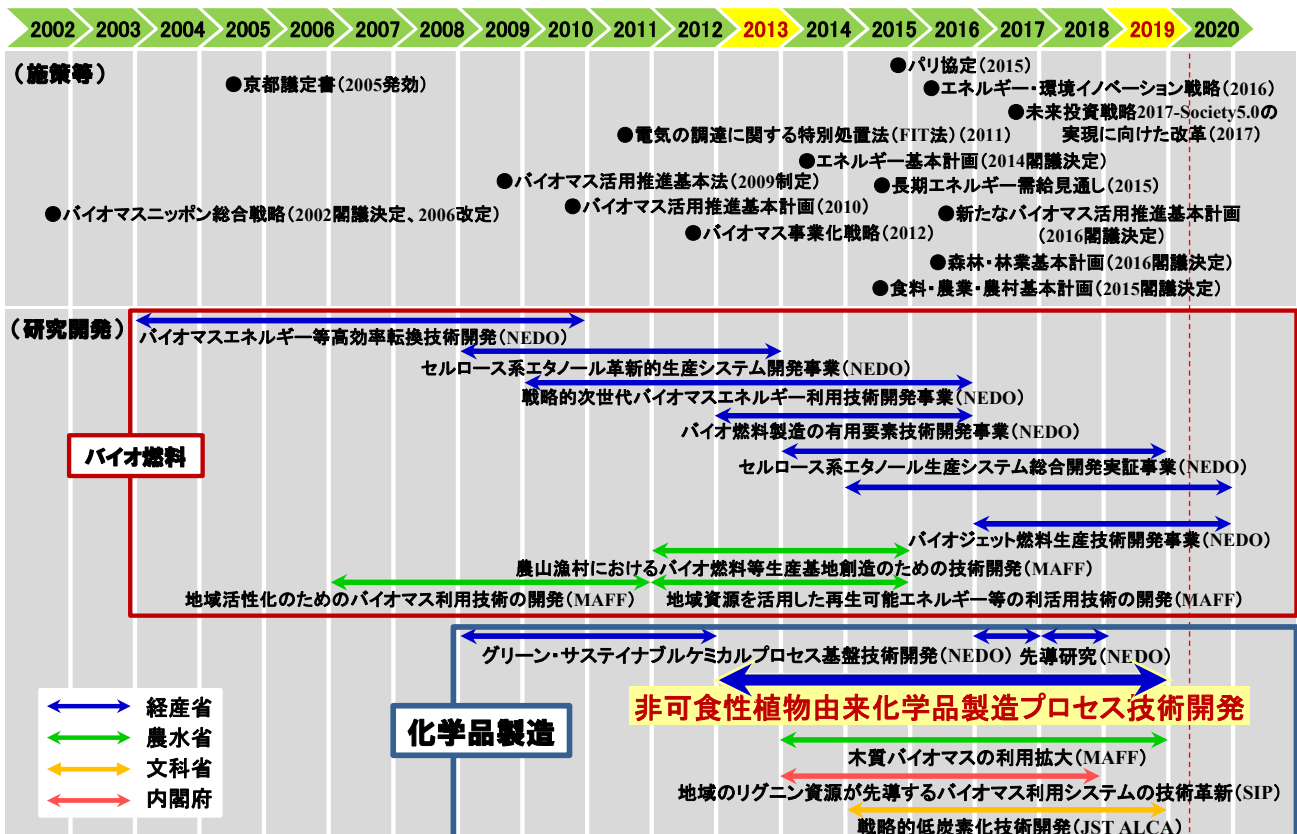 2002 2003 2004 2005 2006 2007 2008 2009 2010 2011 2012 2013 2014 2015 2016 2017 2018 2019 2020
(施策等)
●パリ協定(2015)
●京都議定書(2005発効)
●エネルギー・環境イノベーション戦略(2016)
●未来投資戦略2017-Society5.0の
実現に向けた改革(2017)
●電気の調達に関する特別処置法(FIT法)(2011)
●エネルギー基本計画(2014閣議決定)
●バイオマス活用推進基本法(2009制定)
●長期エネルギー需給見通し(2015)
●バイオマスニッポン総合戦略(2002閣議決定、2006改定)
●バイオマス活用推進基本計画(2010)
●新たなバイオマス活用推進基本計画
(2016閣議決定)
●バイオマス事業化戦略(2012)
●森林・林業基本計画(2016閣議決定)
●食料・農業・農村基本計画(2015閣議決定)
(研究開発)
バイオマスエネルギー等高効率転換技術開発(NEDO)
セルロース系エタノール革新的生産システム開発事業(NEDO)
戦略的次世代バイオマスエネルギー利用技術開発事業(NEDO)
バイオ燃料製造の有用要素技術開発事業(NEDO)
バイオ燃料
セルロース系エタノール生産システム総合開発実証事業(NEDO)
バイオジェット燃料生産技術開発事業(NEDO)
農山漁村におけるバイオ燃料等生産基地創造のための技術開発(MAFF)
地域活性化のためのバイオマス利用技術の開発(MAFF)
地域資源を活用した再生可能エネルギー等の利活用技術の開発(MAFF)
グリーン・サステイナブルケミカルプロセス基盤技術開発(NEDO)
先導研究(NEDO)
非可食性植物由来化学品製造プロセス技術開発
化学品製造
木質バイオマスの利用拡大(MAFF)
地域のリグニン資源が先導するバイオマス利用システムの技術革新(SIP)
戦略的低炭素化技術開発(JST ALCA)
経産省
農水省
文科省
内閣府